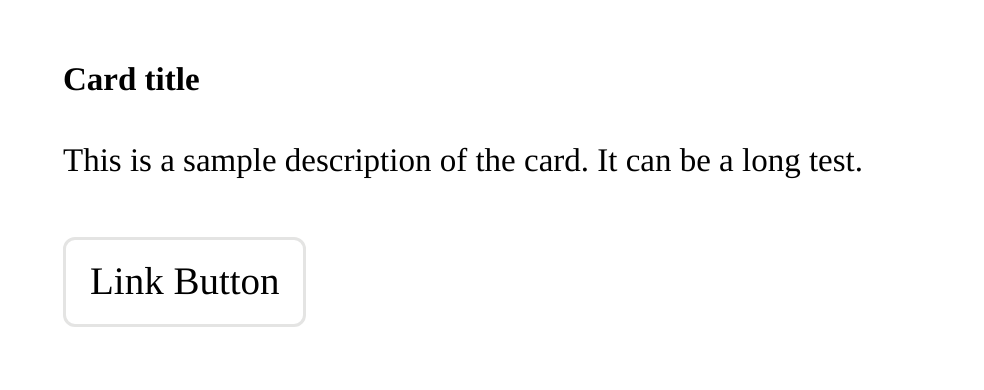 Card title
This is a sample description of the card. It can be a long test.
Link Button